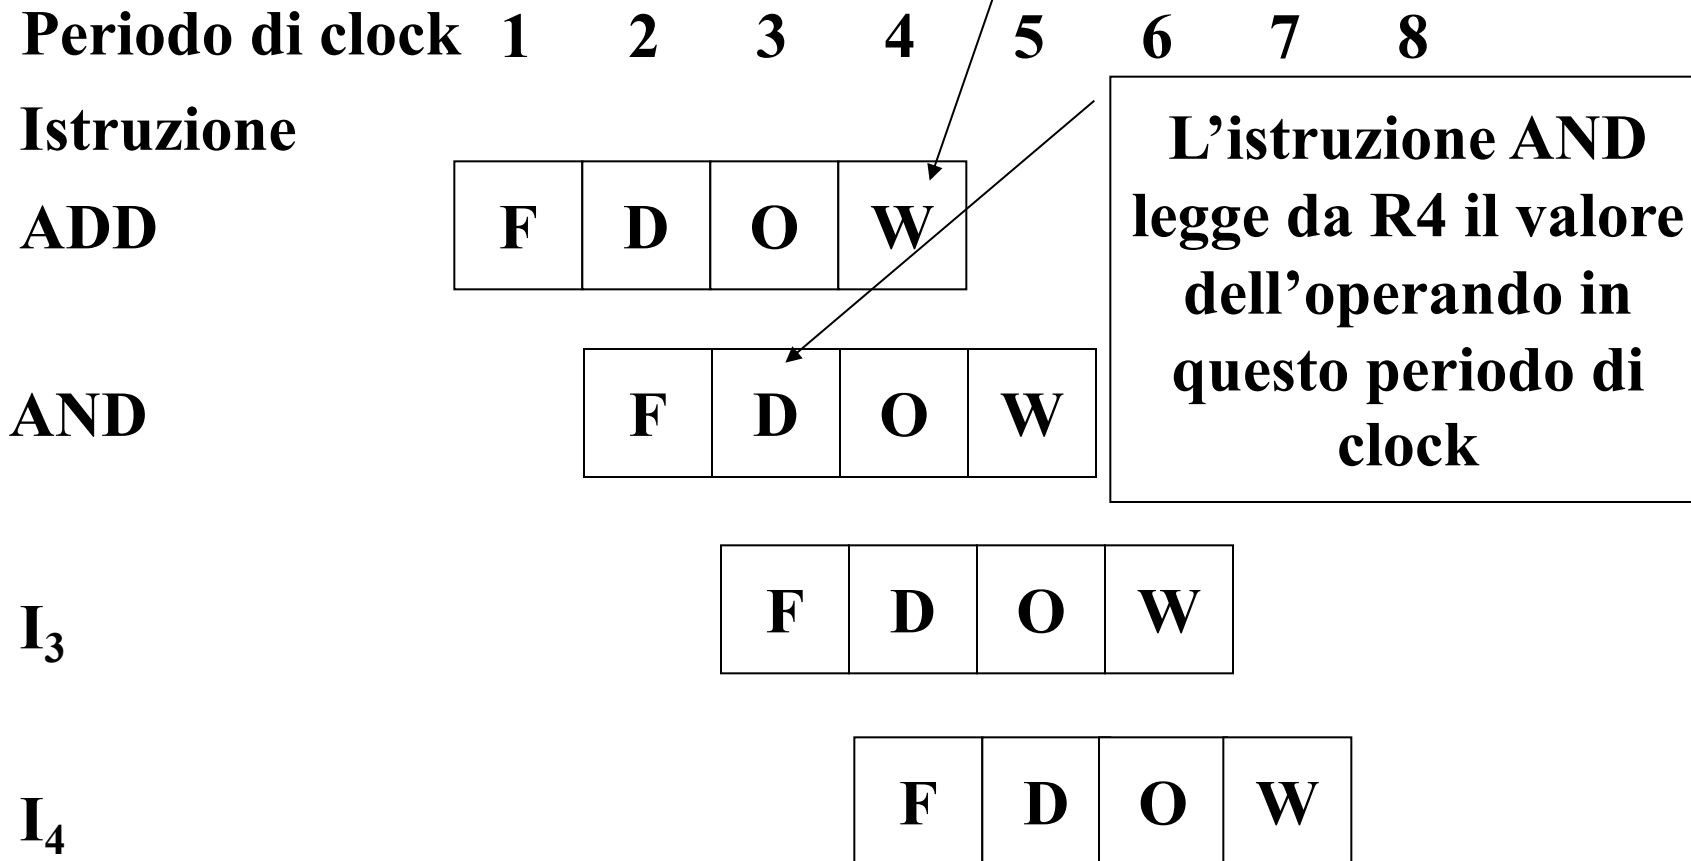 Periodo di clock 1 2 3 4 5 6 7 8
Istruzione
ADD F D O W
AND F D O W
L’istruzione AND
legge da R4 il valore
dell’operando in
questo periodo di
clock
I3 F D O W
I4 F D O W